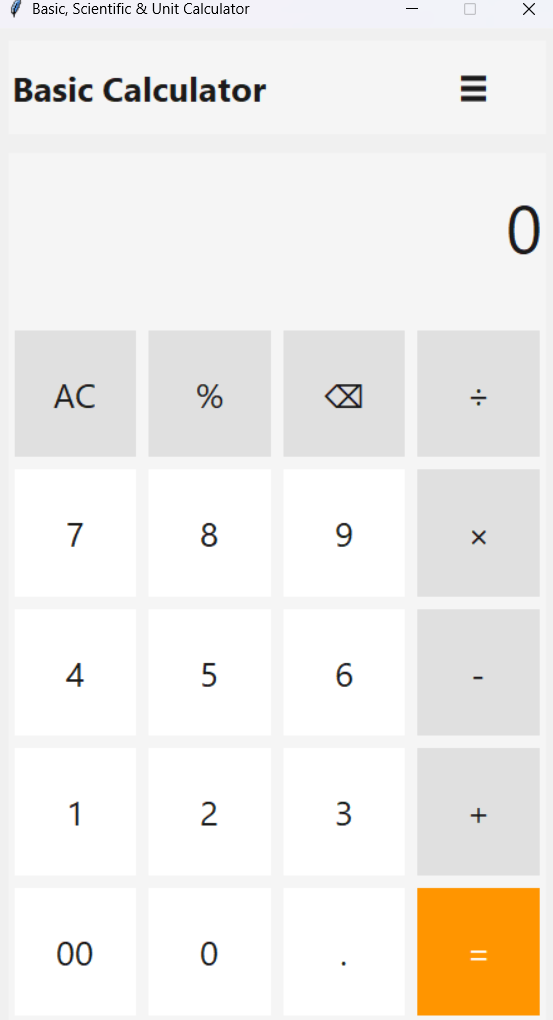 Basic, Scientific & Unit Calculator
Basic Calculator ☰
0
AC % ⌫ ÷
7 8 9 ×
4 5 6 -
1 2 3 +
00 0 . =